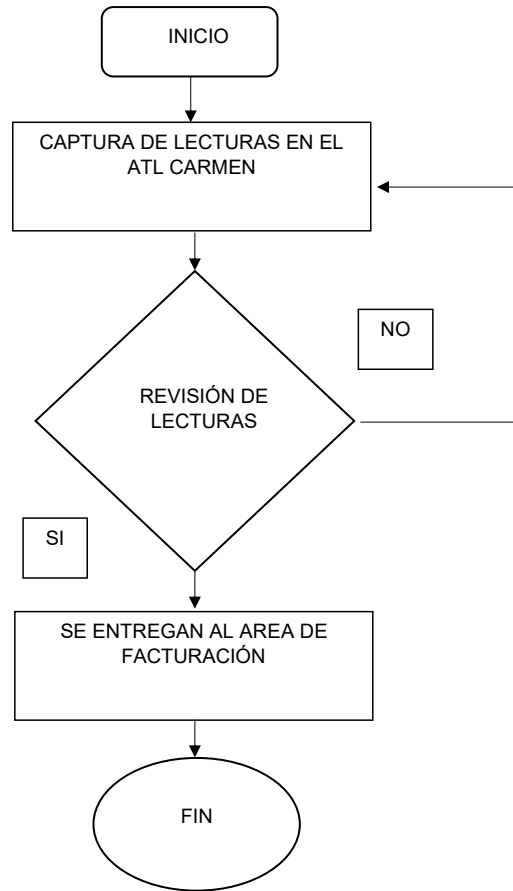 INICIO
CAPTURA DE LECTURAS EN EL
ATL CARMEN
NO
REVISIÓN DE
LECTURAS
SI
SE ENTREGAN AL AREA DE
FACTURACIÓN
FIN